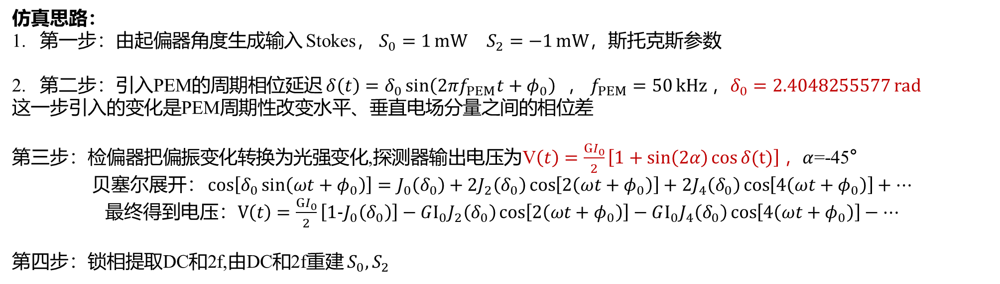 仿真思路：
1. 第一步：由起偏器角度生成输入 Stokes， S₀ = 1 mW S₂ = −1 mW，斯托克斯参数
2. 第二步：引入PEM的周期相位延迟 δ(t) = δ₀ sin(2πf_PEM t + ϕ₀) ， f_PEM = 50 kHz ，δ₀ = 2.4048255577 rad
这一步引入的变化是PEM周期性改变水平、垂直电场分量之间的相位差
第三步：检偏器把偏振变化转换为光强变化,探测器输出电压为V(t) = GI₀/2 [1 + sin(2α) cos δ(t)] ，α=-45°
贝塞尔展开：cos[δ₀ sin(ωt + ϕ₀)] = J₀(δ₀) + 2J₂(δ₀) cos[2(ωt + ϕ₀)] + 2J₄(δ₀) cos[4(ωt + ϕ₀)] + ⋯
最终得到电压：V(t) = GI₀/2 [1-J₀(δ₀)] − GI₀J₂(δ₀) cos[2(ωt + ϕ₀)] − GI₀J₄(δ₀) cos[4(ωt + ϕ₀)] − ⋯
第四步：锁相提取DC和2f,由DC和2f重建 S₀, S₂